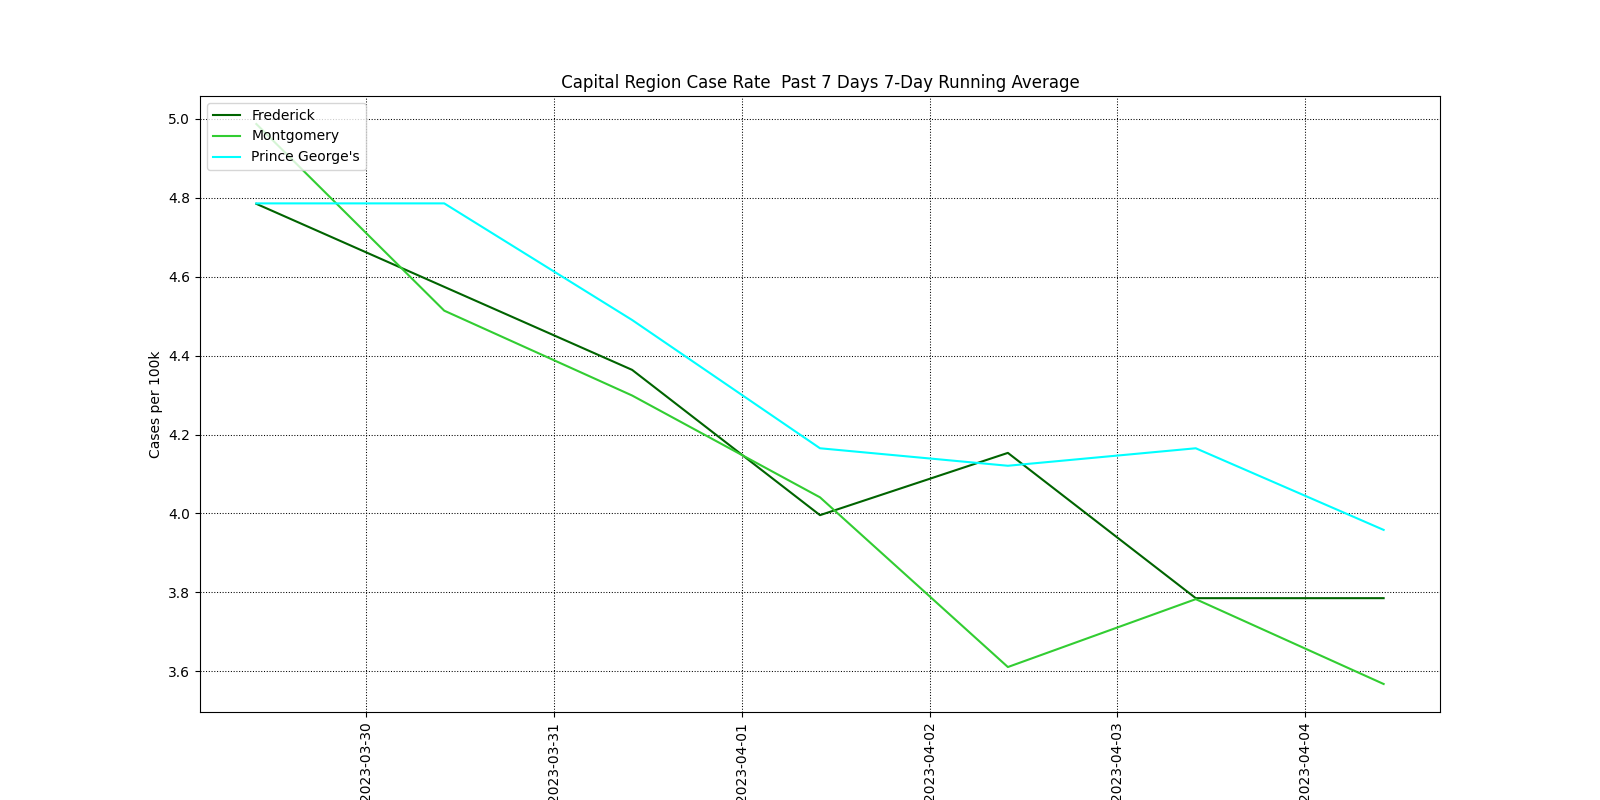 Capital Region Case Rate  Past 7 Days 7-Day Running Average
Frederick
Montgomery
Prince George's
Cases per 100k
5.0
4.8
4.6
4.4
4.2
4.0
3.8
3.6
2023-03-30
2023-03-31
2023-04-01
2023-04-02
2023-04-03
2023-04-04